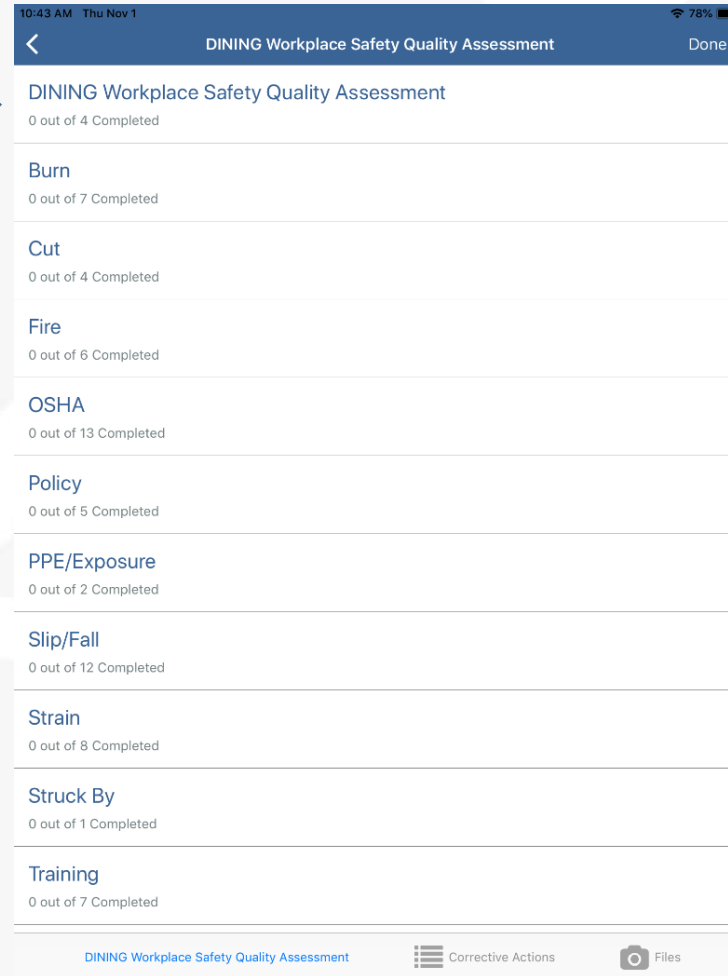 10:43 AM Thu Nov 1
78%
DINING Workplace Safety Quality Assessment
Done
DINING Workplace Safety Quality Assessment
0 out of 4 Completed
Burn
0 out of 7 Completed
Cut
0 out of 4 Completed
Fire
0 out of 6 Completed
OSHA
0 out of 13 Completed
Policy
0 out of 5 Completed
PPE/Exposure
0 out of 2 Completed
Slip/Fall
0 out of 12 Completed
Strain
0 out of 8 Completed
Struck By
0 out of 1 Completed
Training
0 out of 7 Completed
DINING Workplace Safety Quality Assessment
Corrective Actions
Files